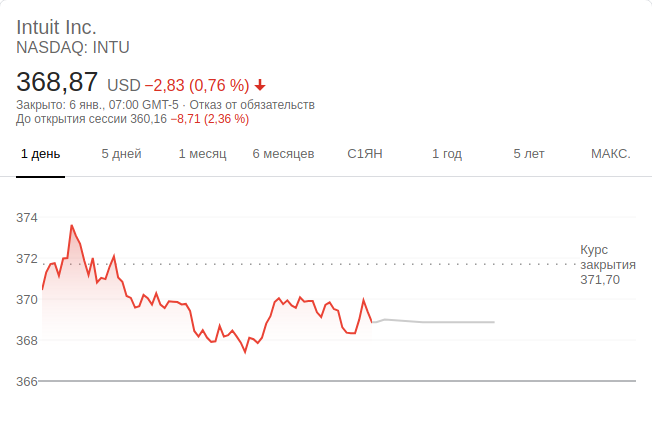 Intuit Inc.
NASDAQ: INTU
368,87 USD −2,83 (0,76 %)
Закрыто: 6 янв., 07:00 GMT-5 · Отказ от обязательств
До открытия сессии 360,16 −8,71 (2,36 %)
1 день 5 дней 1 месяц 6 месяцев С1ЯН 1 год 5 лет МАКС.
374
372
370
368
366
Курс
закрытия
371,70